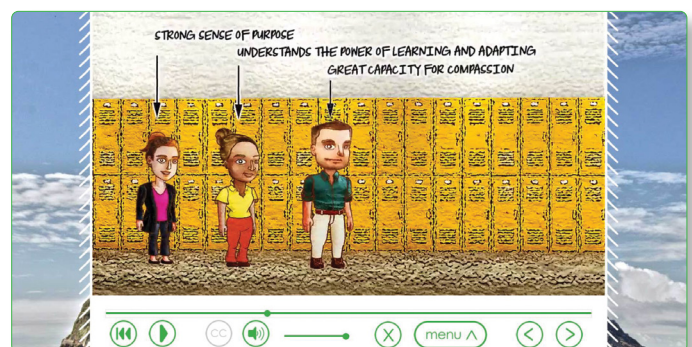 STRONG SENSE OF PURPOSE
UNDERSTANDS THE POWER OF LEARNING AND ADAPTING
GREAT CAPACITY FOR COMPASSION
CC
menu